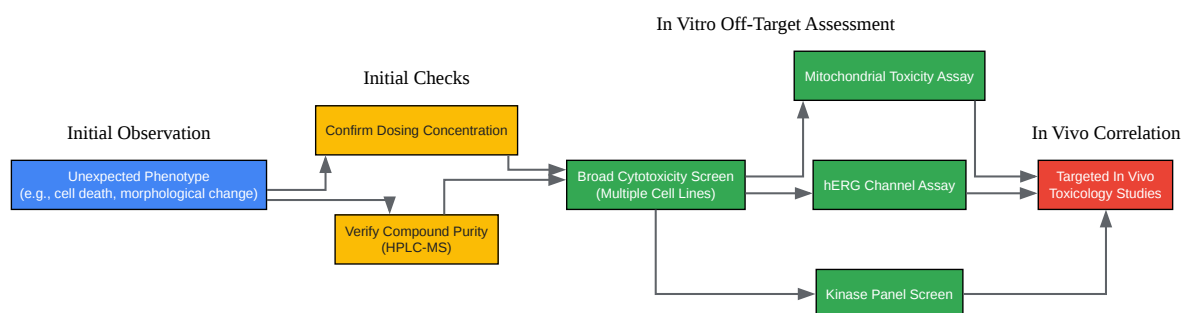 Initial Observation
Unexpected Phenotype
(e.g., cell death, morphological change)
Initial Checks
Confirm Dosing Concentration
Verify Compound Purity
(HPLC-MS)
In Vitro Off-Target Assessment
Broad Cytotoxicity Screen
(Multiple Cell Lines)
Mitochondrial Toxicity Assay
hERG Channel Assay
Kinase Panel Screen
In Vivo Correlation
Targeted In Vivo
Toxicology Studies